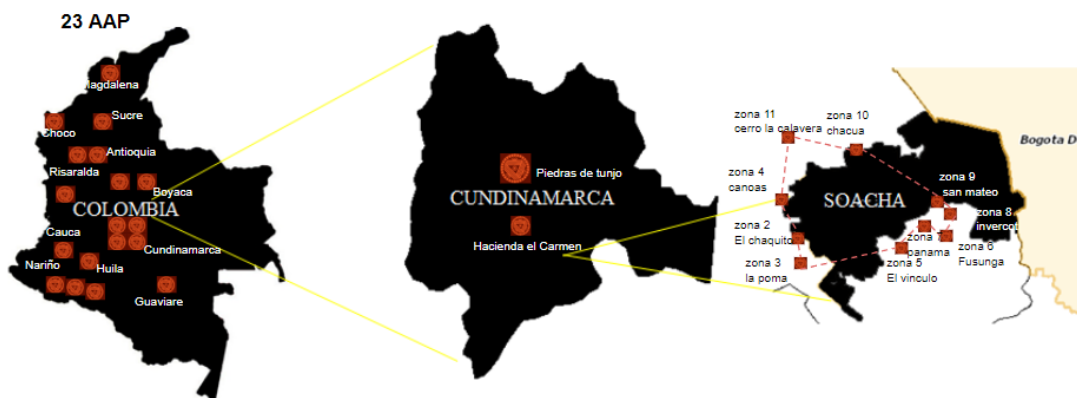 23 AAP
Magdalena
Sucre
Choco
Antioquia
Risaralda
Boyaca
COLOMBIA
Cauca
Cundinamarca
Nariño
Huila
Guaviare
Piedras de tunjo
CUNDINAMARCA
Hacienda el Carmen
zona 11
cerro la calavera
zona 10
chacua
Bogota D
zona 4
canoas
zona 9
san mateo
SOACHA
zona 8
invercot
zona 2
El chaquito
zona 7
panama
zona 6
Fusunga
zona 3
la poma
zona 5
El vinculo